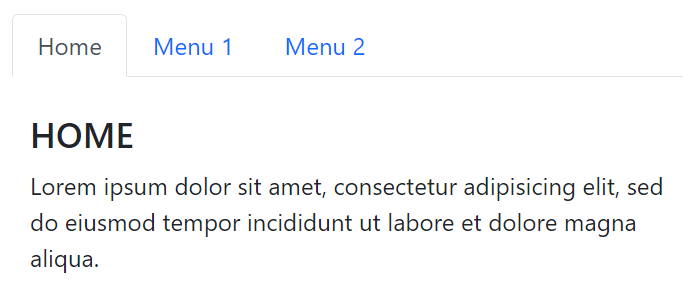 Home Menu 1 Menu 2
HOME
Lorem ipsum dolor sit amet, consectetur adipisicing elit, sed
do eiusmod tempor incididunt ut labore et dolore magna
aliqua.